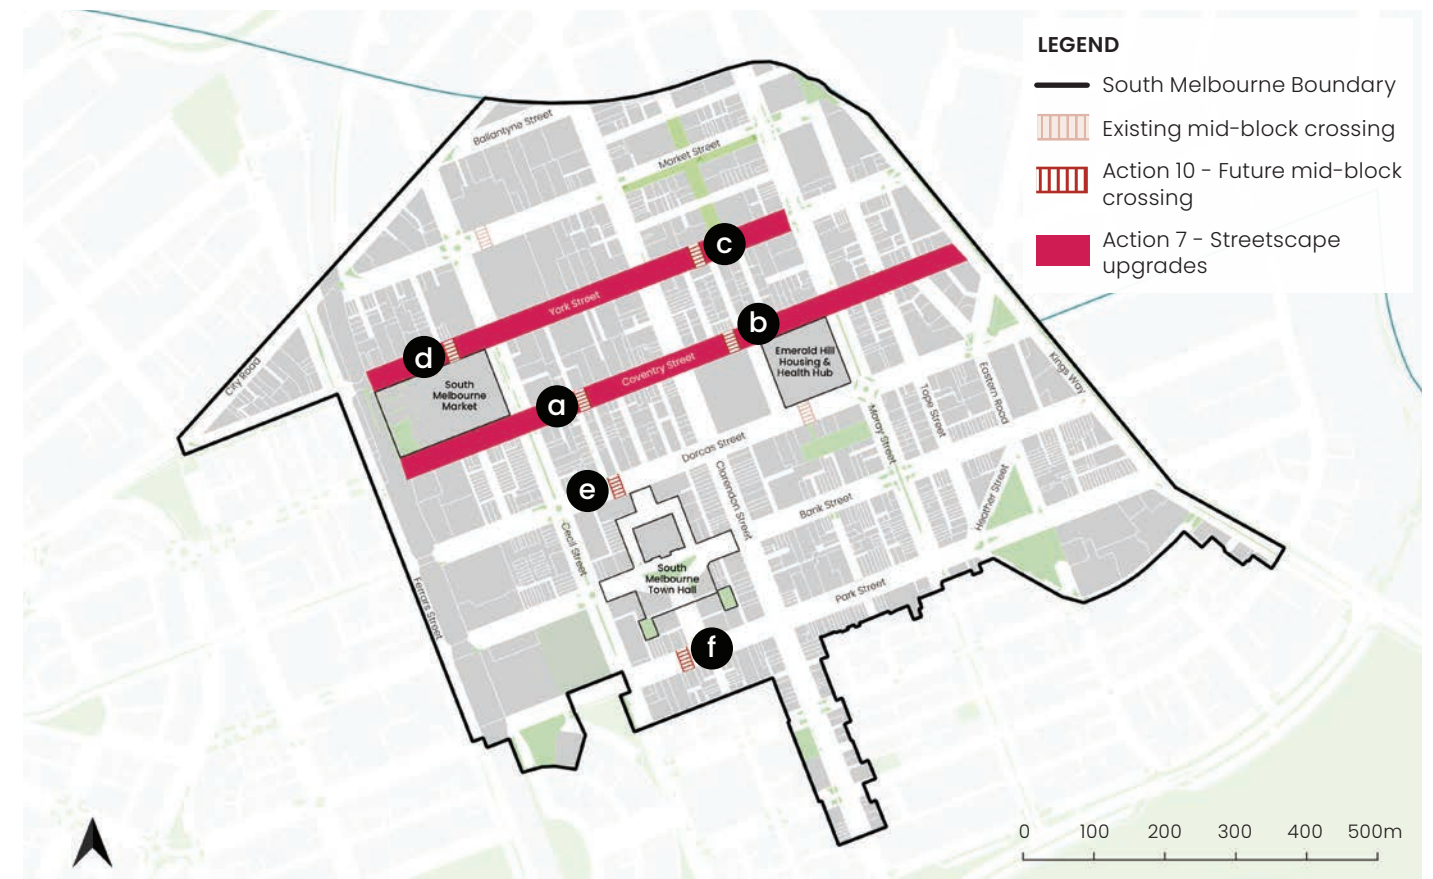 LEGEND
South Melbourne Boundary
Existing mid-block crossing
Action 10 - Future mid-block
crossing
Action 7 - Streetscape
upgrades
Ballantyne Street
Market Street
c
York Street
b
d
Emerald Hill
Housing &
Health Hub
City Road
South
Melbourne
Market
Coventry Street
a
Kings Way
Eastern Road
Tope Street
Moray Street
Dorcas Street
Clarendon Street
e
Bank Street
Heather Street
Cecil Street
South
Melbourne
Town Hall
Ferrars Street
Park Street
f
0 100 200 300 400 500m